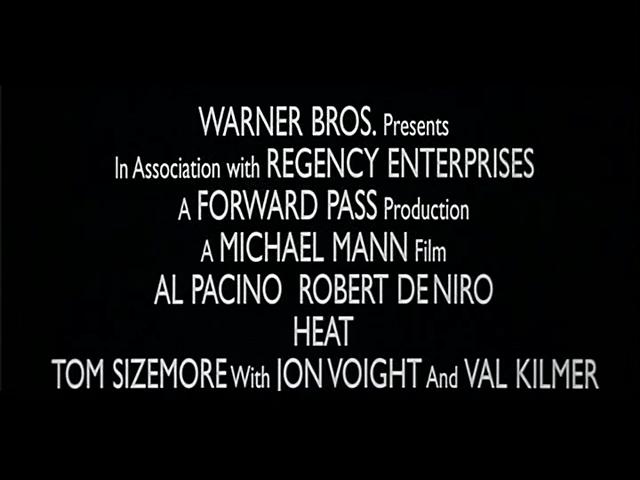 WARNER BROS. Presents
In Association with REGENCY ENTERPRISES
A FORWARD PASS Production
A MICHAEL MANN Film
AL PACINO ROBERT DE NIRO
HEAT
TOM SIZEMORE With JON VOIGHT And VAL KILMER